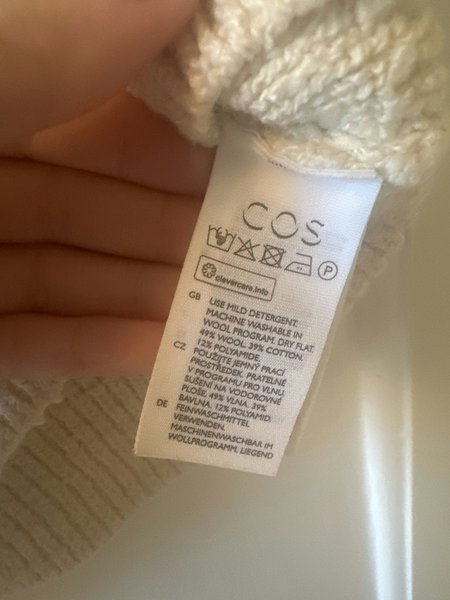 COS
P
clevercare.info
GB USE MILD DETERGENT.
MACHINE WASHABLE IN
WOOL PROGRAM. DRY FLAT.
49% WOOL. 39% COTTON.
12% POLYAMIDE.
CZ POUŽIJTE JEMNÝ PRACÍ
PROSTŘEDEK. PRATELNÉ
V PROGRAMU PRO VLNU.
SUŠENÍ NA VODOROVNÉ
PLOŠE. 49% VLNA. 39%
BAVLNA. 12% POLYAMID.
DE FEINWASCHMITTEL
VERWENDEN.
MASCHINENWASCHBAR IM
WOLLPROGRAMM, LIEGEND